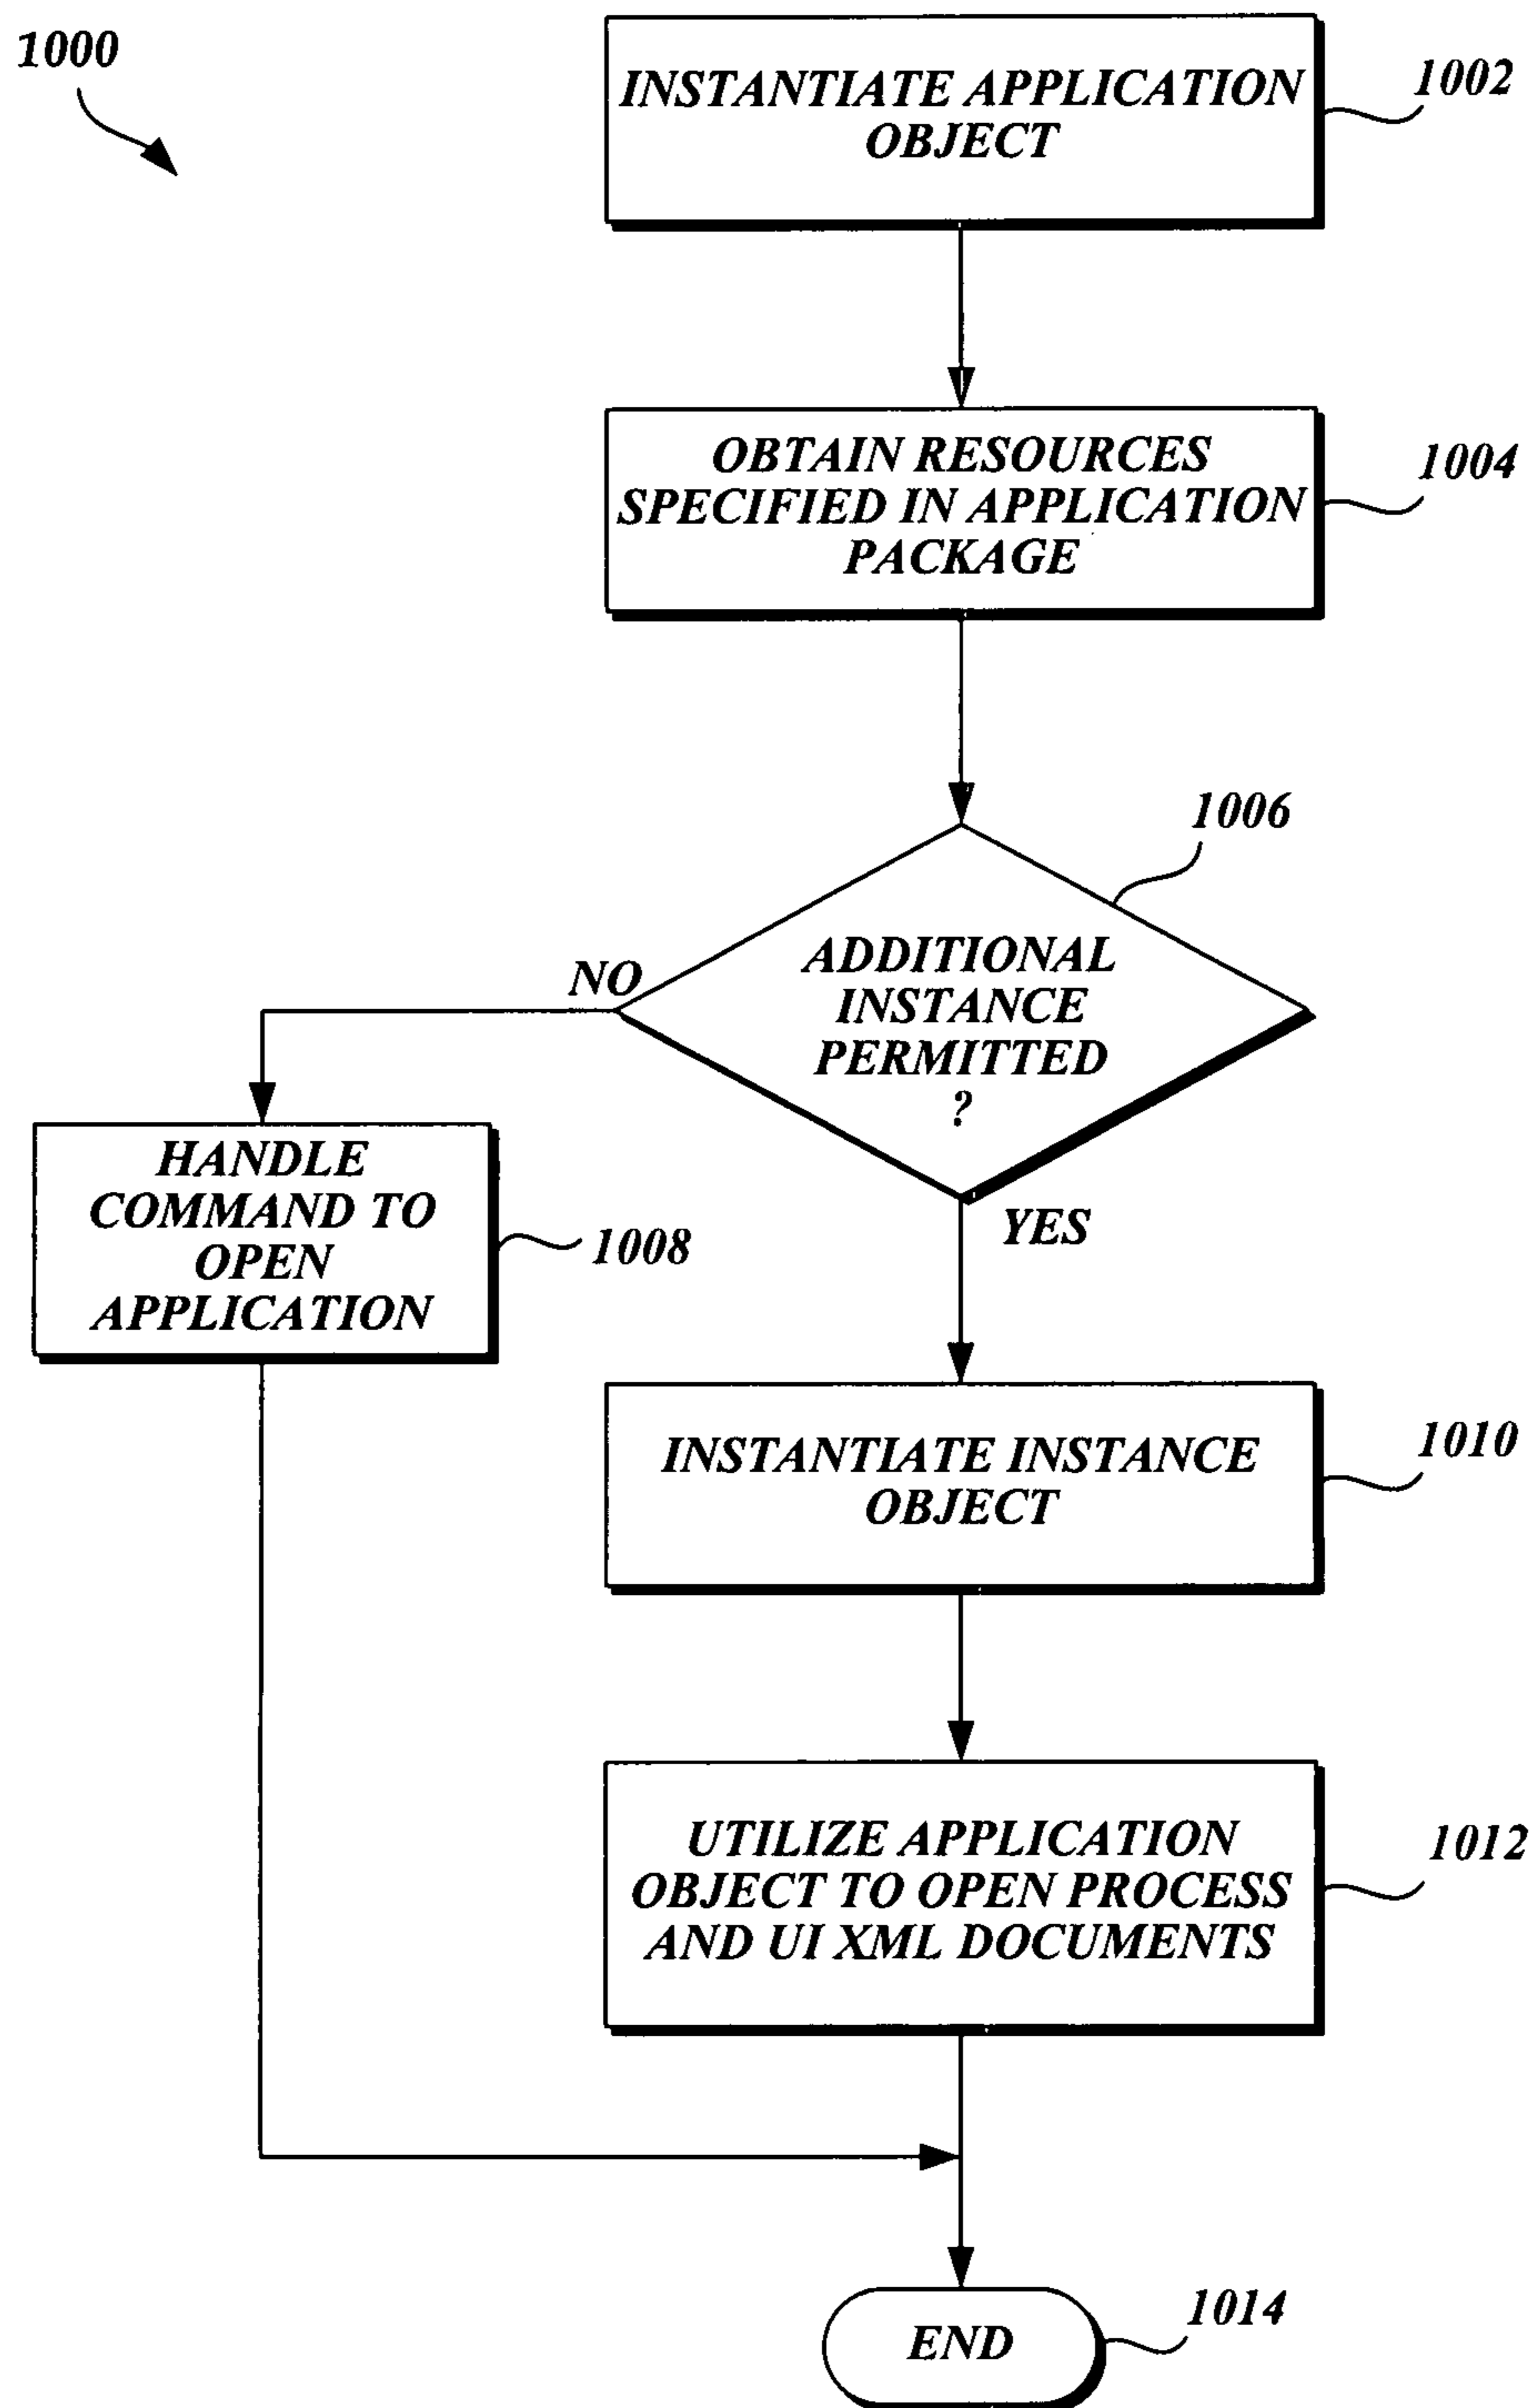 1000
INSTANTIATE APPLICATION
OBJECT
1002
OBTAIN RESOURCES
SPECIFIED IN APPLICATION
PACKAGE
1004
1006
ADDITIONAL
INSTANCE
PERMITTED
?
NO
YES
HANDLE
COMMAND TO
OPEN
APPLICATION
1008
INSTANTIATE INSTANCE
OBJECT
1010
UTILIZE APPLICATION
OBJECT TO OPEN PROCESS
AND UI XML DOCUMENTS
1012
END
1014